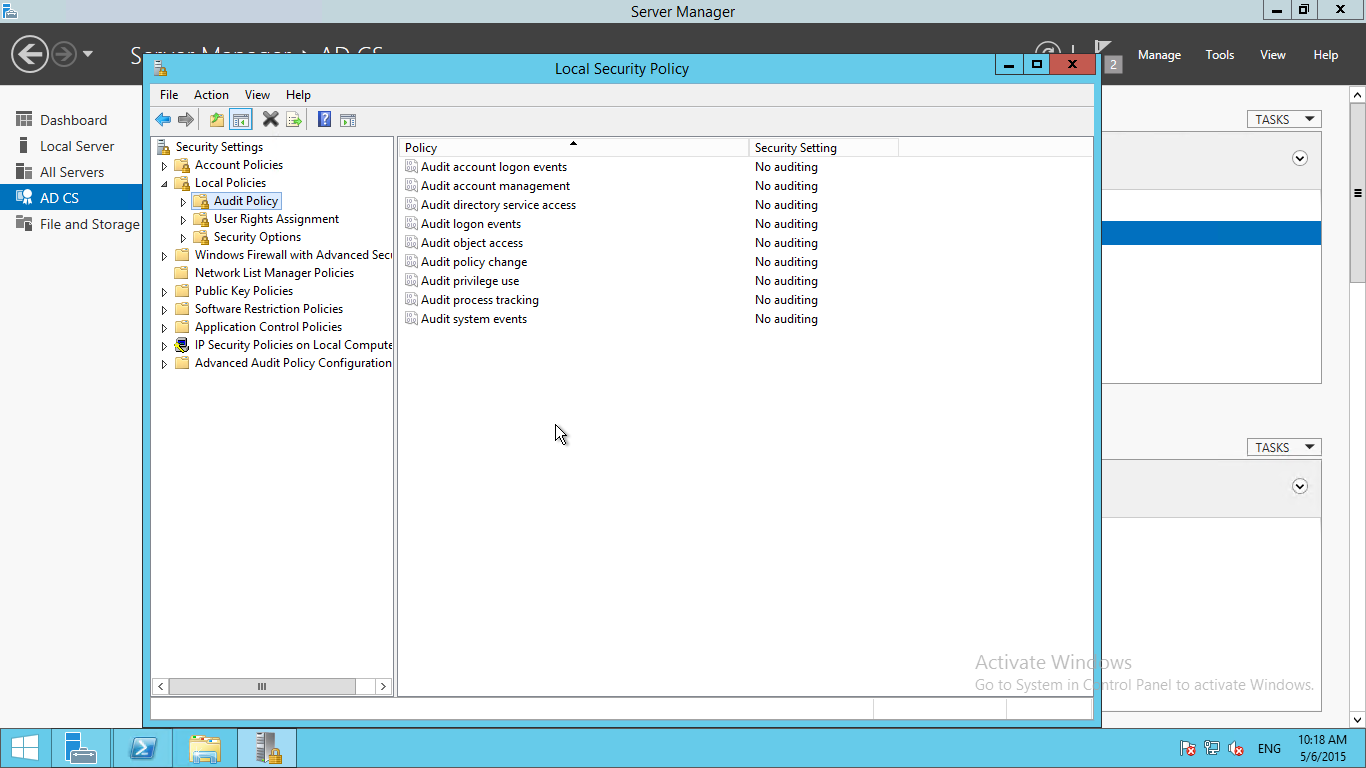 Server Manager
Server Manager › AD CS
2
Manage
Tools
View
Help
Dashboard
Local Server
All Servers
AD CS
File and Storage
TASKS
TASKS
Local Security Policy
File
Action
View
Help
Security Settings
Account Policies
Local Policies
Audit Policy
User Rights Assignment
Security Options
Windows Firewall with Advanced Secu
Network List Manager Policies
Public Key Policies
Software Restriction Policies
Application Control Policies
IP Security Policies on Local Compute
Advanced Audit Policy Configuration
Policy Security Setting
Audit account logon events No auditing
Audit account management No auditing
Audit directory service access No auditing
Audit logon events No auditing
Audit object access No auditing
Audit policy change No auditing
Audit privilege use No auditing
Audit process tracking No auditing
Audit system events No auditing
Activate Windows
Go to System in Control Panel to activate Windows.
ENG
10:18 AM
5/6/2015